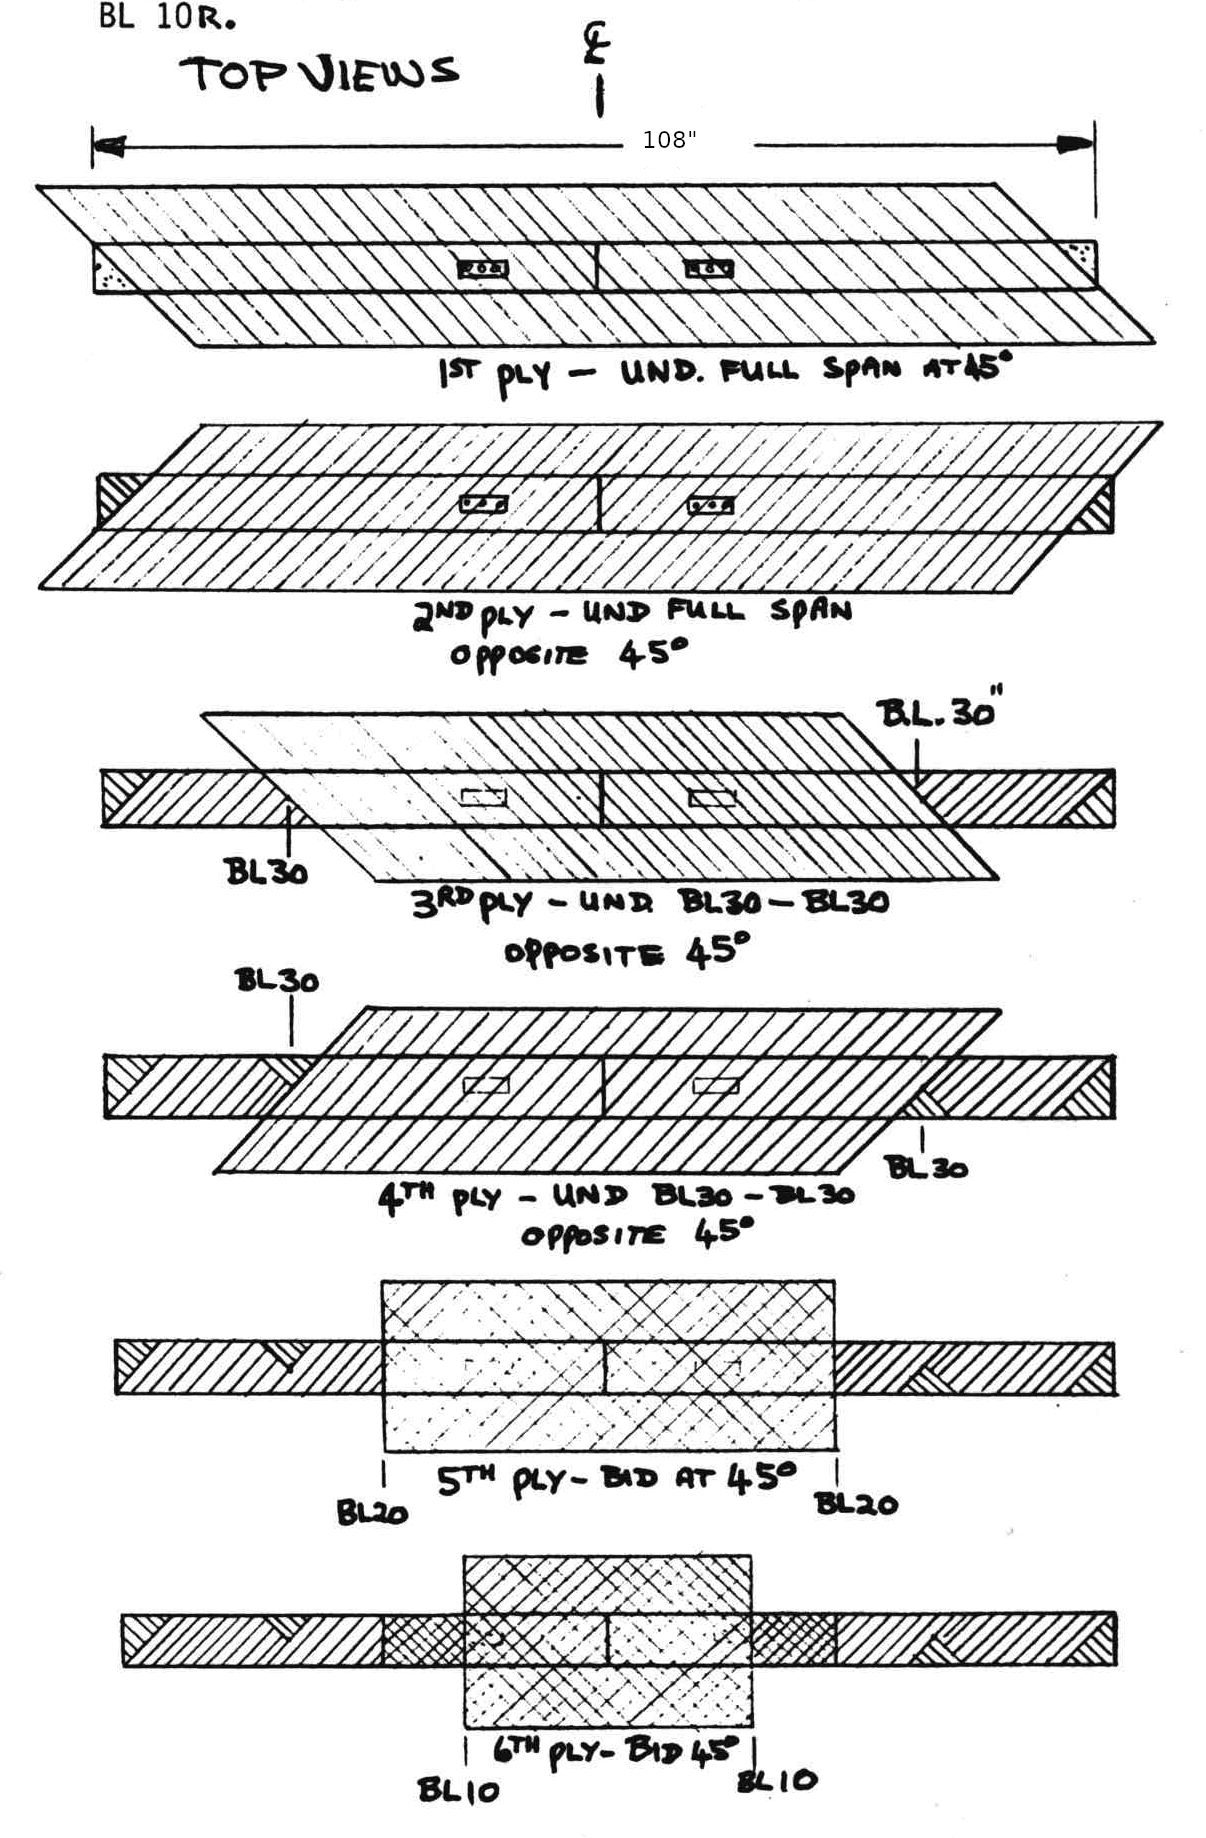 BL 10R.
℄
TOP VIEWS
108"
1ST PLY - UND. FULL SPAN AT 45°
2ND PLY - UND FULL SPAN
OPPOSITE 45°
B.L. 30"
BL30
3RD PLY - UND. BL30 - BL30
OPPOSITE 45°
BL30
BL30
4TH PLY - UND BL30 - BL30
OPPOSITE 45°
5TH PLY - BID AT 45°
BL20
BL20
6TH PLY - BID 45°
BL10
BL10